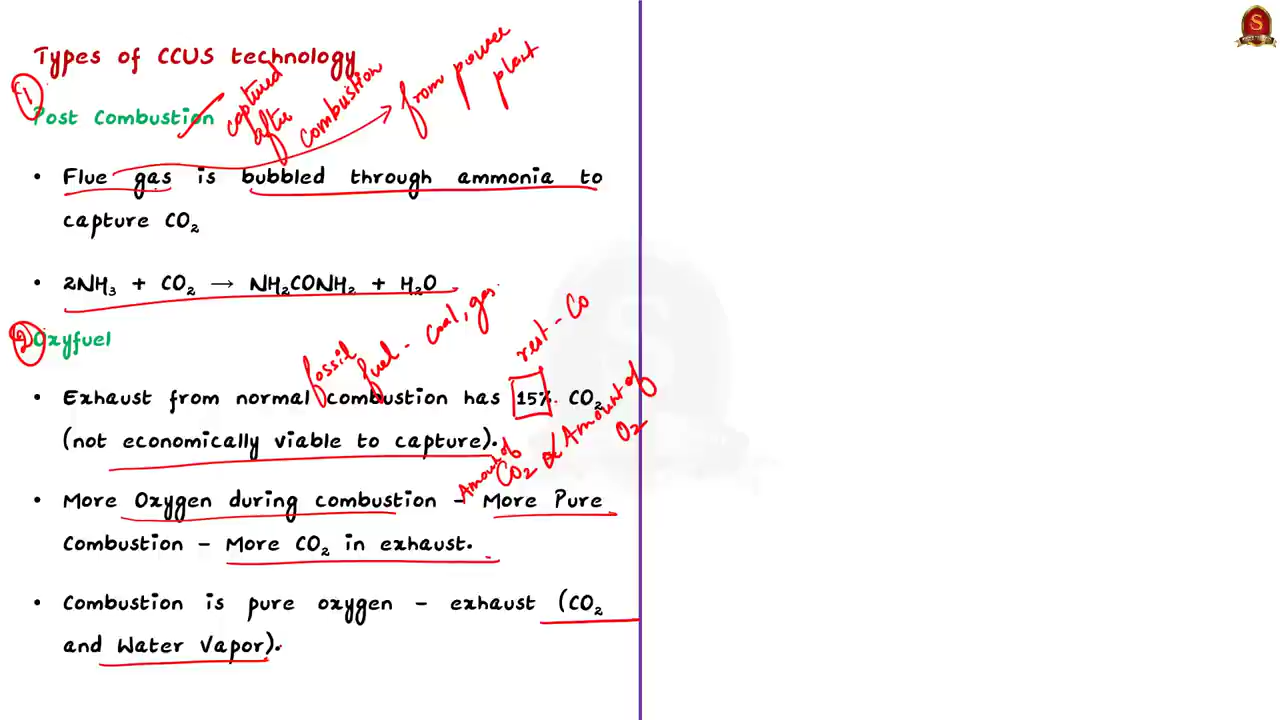 Types of CCUS technology
1
Post Combustion
captured
after
combustion
from power
plant
• Flue gas is bubbled through ammonia to
capture CO₂
• 2NH₃ + CO₂ → NH₂CONH₂ + H₂O
2
Oxyfuel
fossil
fuel - Coal, gas
rest - CO
• Exhaust from normal combustion has 15% CO₂
(not economically viable to capture).
Amount of
CO₂ ∝ Amount of
O₂
• More Oxygen during combustion - More Pure
Combustion - More CO₂ in exhaust.
• Combustion is pure oxygen - exhaust (CO₂
and Water Vapor).
S